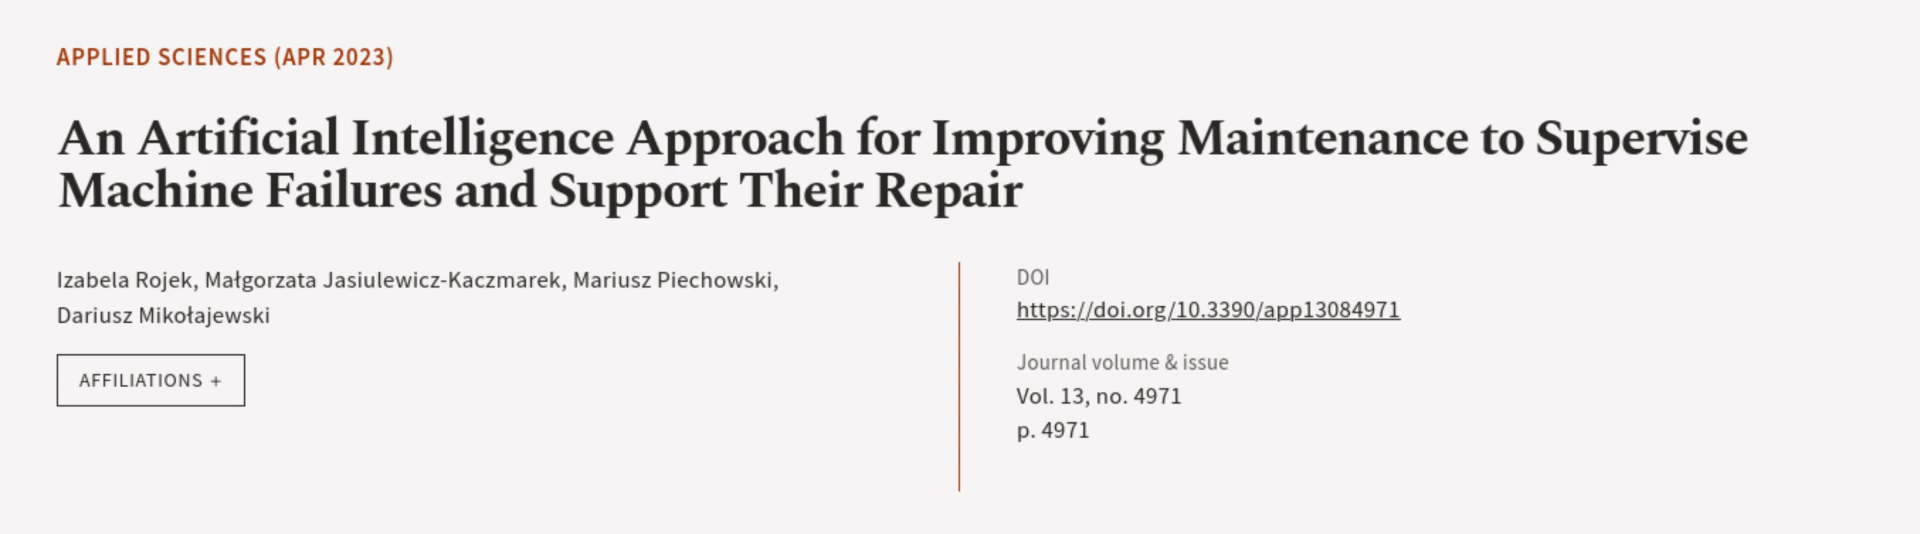 APPLIED SCIENCES (APR 2023)
An Artificial Intelligence Approach for Improving Maintenance to Supervise
Machine Failures and Support Their Repair
Izabela Rojek, Małgorzata Jasiulewicz-Kaczmarek, Mariusz Piechowski,
Dariusz Mikołajewski
AFFILIATIONS +
DOI
https://doi.org/10.3390/app13084971
Journal volume & issue
Vol. 13, no. 4971
p. 4971